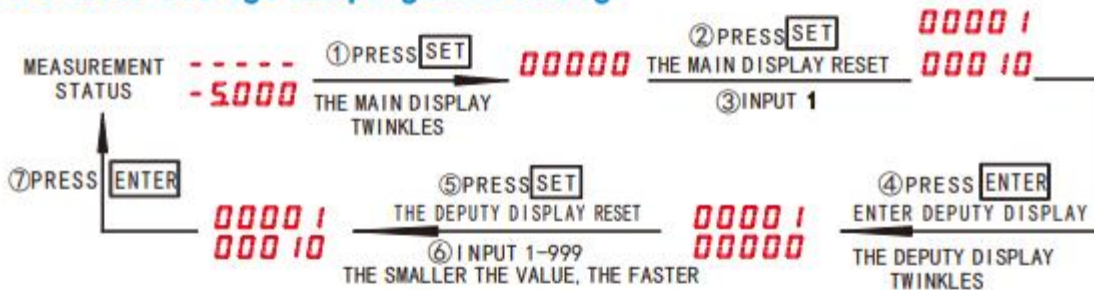 MEASUREMENT
STATUS
- - - - -
-5.000
①PRESS SET
THE MAIN DISPLAY
TWINKLES
00000
②PRESS SET
THE MAIN DISPLAY RESET
③INPUT 1
00001
00010
④PRESS ENTER
ENTER DEPUTY DISPLAY
THE DEPUTY DISPLAY
TWINKLES
00001
00000
⑤PRESS SET
THE DEPUTY DISPLAY RESET
⑥INPUT 1-999
THE SMALLER THE VALUE, THE FASTER
00001
00010
⑦PRESS ENTER